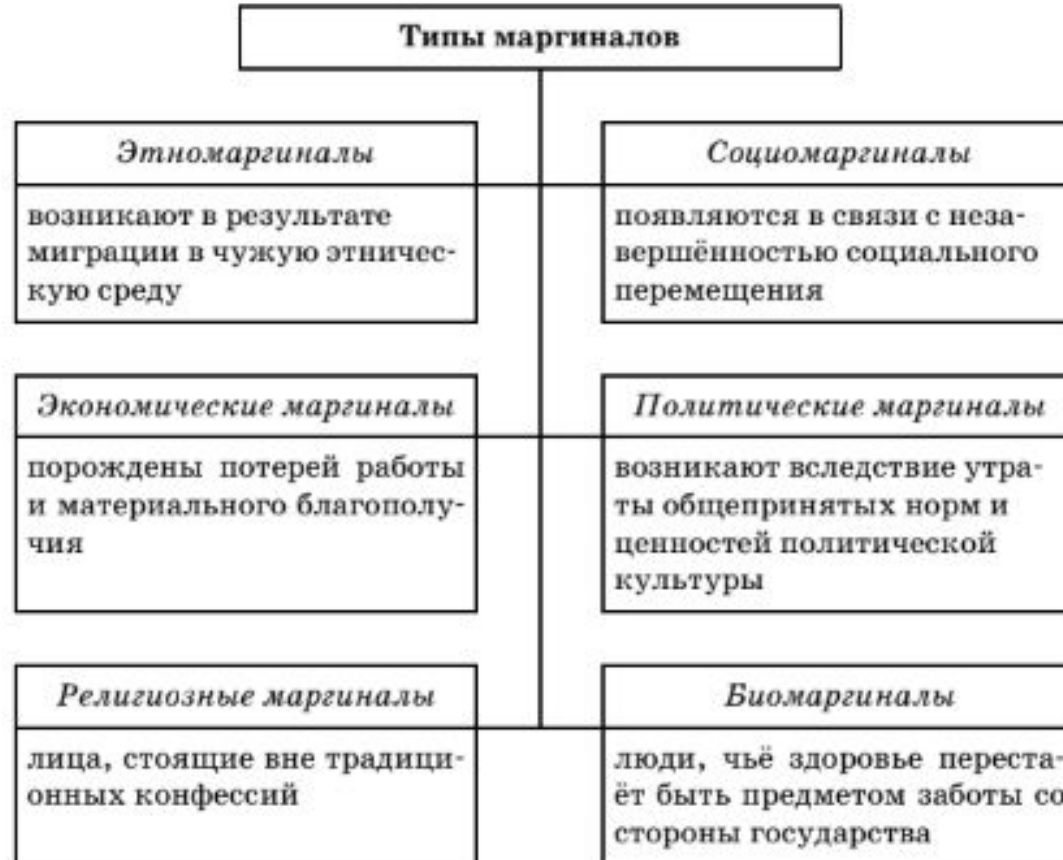 Типы маргиналов
Этномаргиналы
возникают в результате
миграции в чужую этничес-
кую среду
Социомаргиналы
появляются в связи с неза-
вершённостью социального
перемещения
Экономические маргиналы
порождены потерей работы
и материального благополу-
чия
Политические маргиналы
возникают вследствие утра-
ты общепринятых норм и
ценностей политической
культуры
Религиозные маргиналы
лица, стоящие вне традици-
онных конфессий
Биомаргиналы
люди, чьё здоровье переста-
ёт быть предметом заботы со
стороны государства